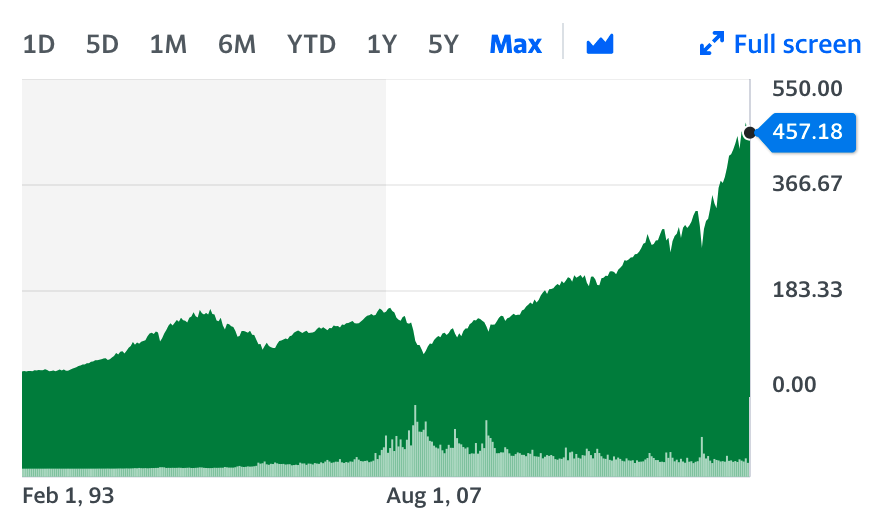 1D 5D 1M 6M YTD 1Y 5Y Max Full screen
550.00
457.18
366.67
183.33
0.00
Feb 1, 93 Aug 1, 07